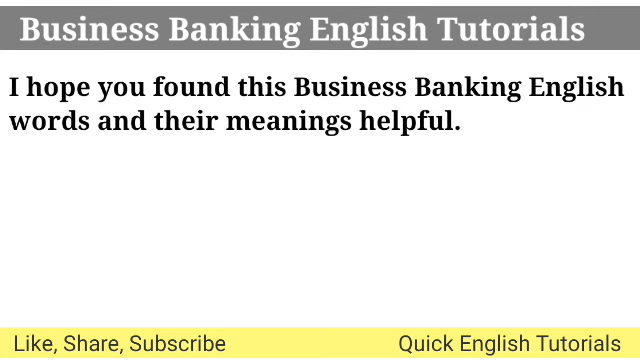 Business Banking English Tutorials
I hope you found this Business Banking English
words and their meanings helpful.
Like, Share, Subscribe
Quick English Tutorials